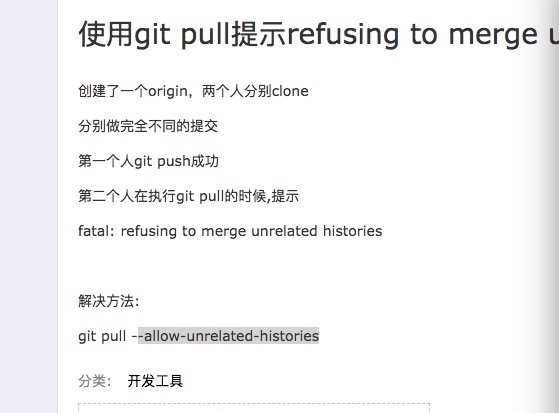 使用git pull提示refusing to merge
创建了一个origin，两个人分别clone
分别做完全不同的提交
第一个人git push成功
第二个人在执行git pull的时候,提示
fatal: refusing to merge unrelated histories
解决方法：
git pull --allow-unrelated-histories
分类： 开发工具